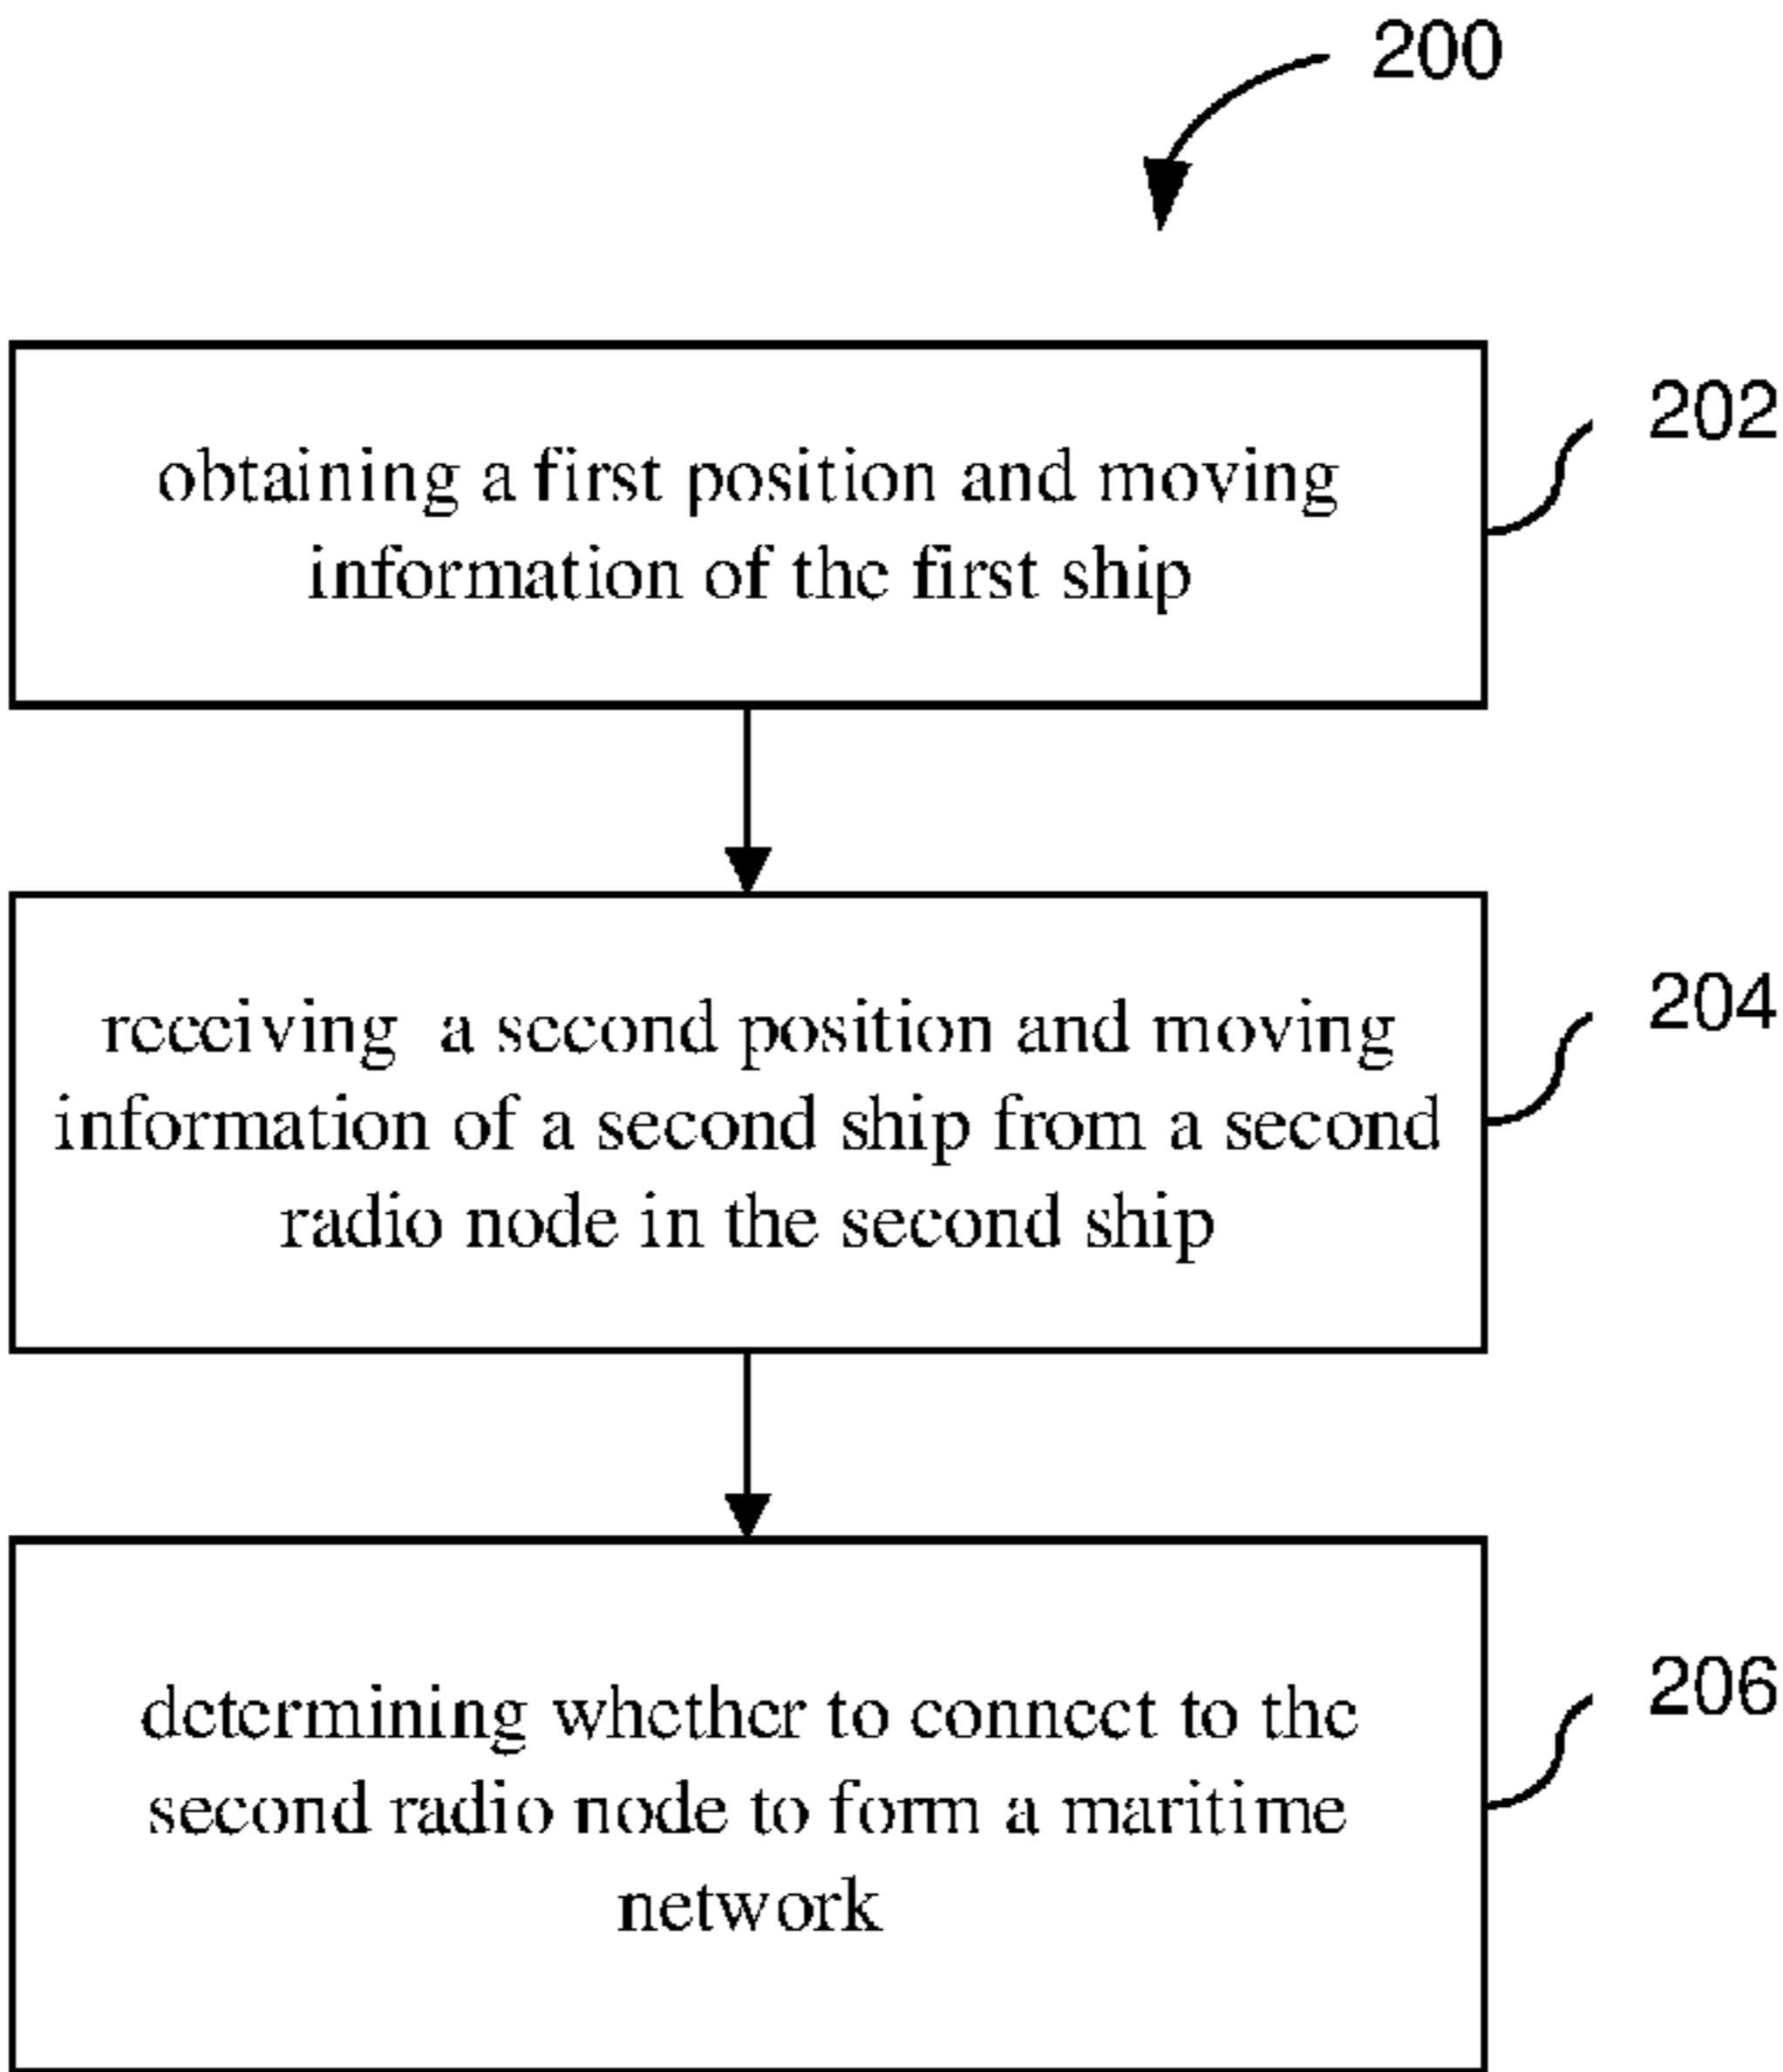 200
202
obtaining a first position and moving
information of the first ship
204
receiving a second position and moving
information of a second ship from a second
radio node in the second ship
206
determining whether to connect to the
second radio node to form a maritime
network